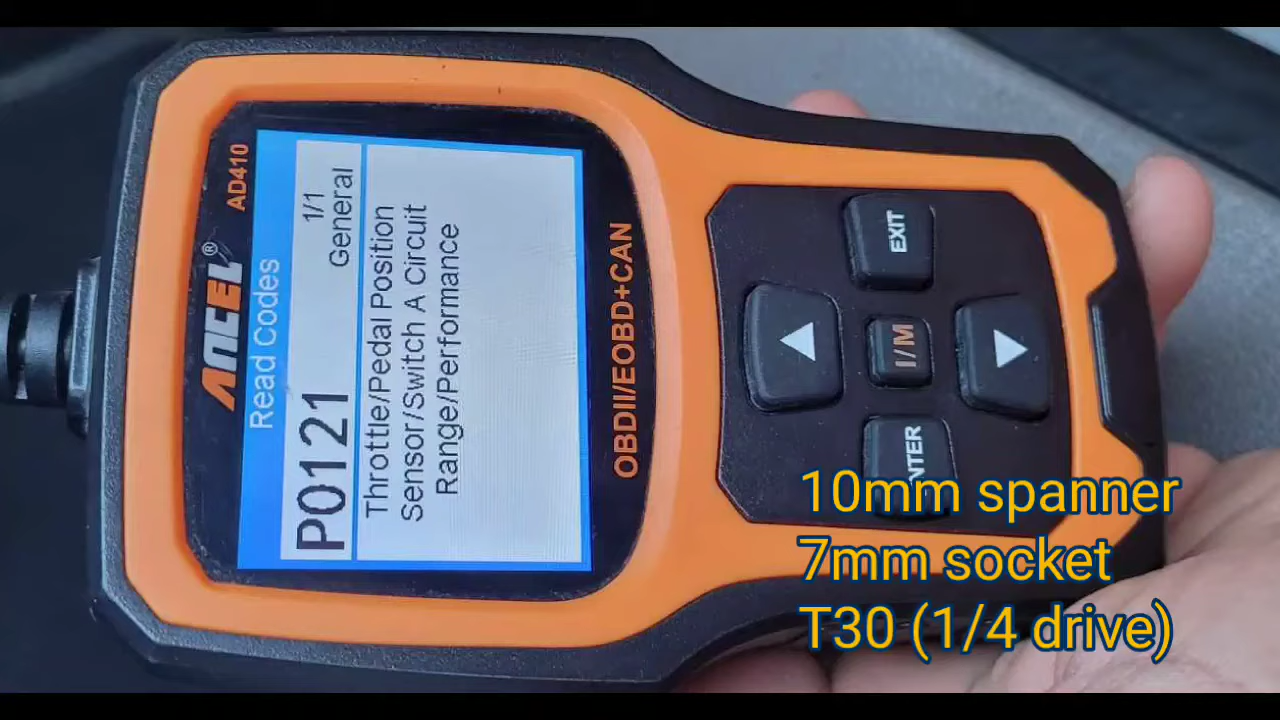 ANCEL®
AD410
Read Codes
P0121
1/1
General
Throttle/Pedal Position
Sensor/Switch A Circuit
Range/Performance
OBDII/EOBD+CAN
EXIT
I/M
ENTER
10mm spanner
7mm socket
T30 (1/4 drive)